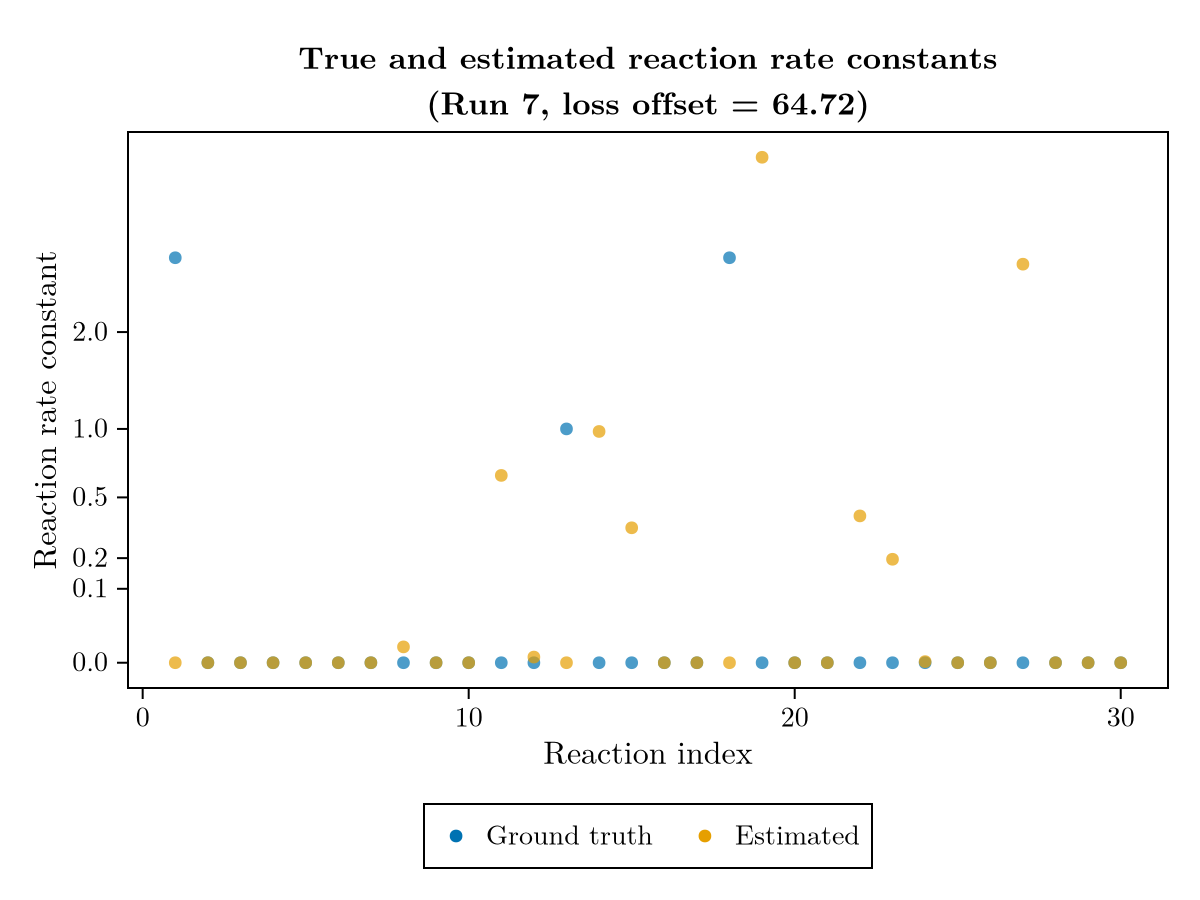 True and estimated reaction rate constants
(Run 7, loss offset = 64.72)
Reaction rate constant
2.0
1.0
0.5
0.2
0.1
0.0
0 10 20 30
Reaction index
Ground truth Estimated